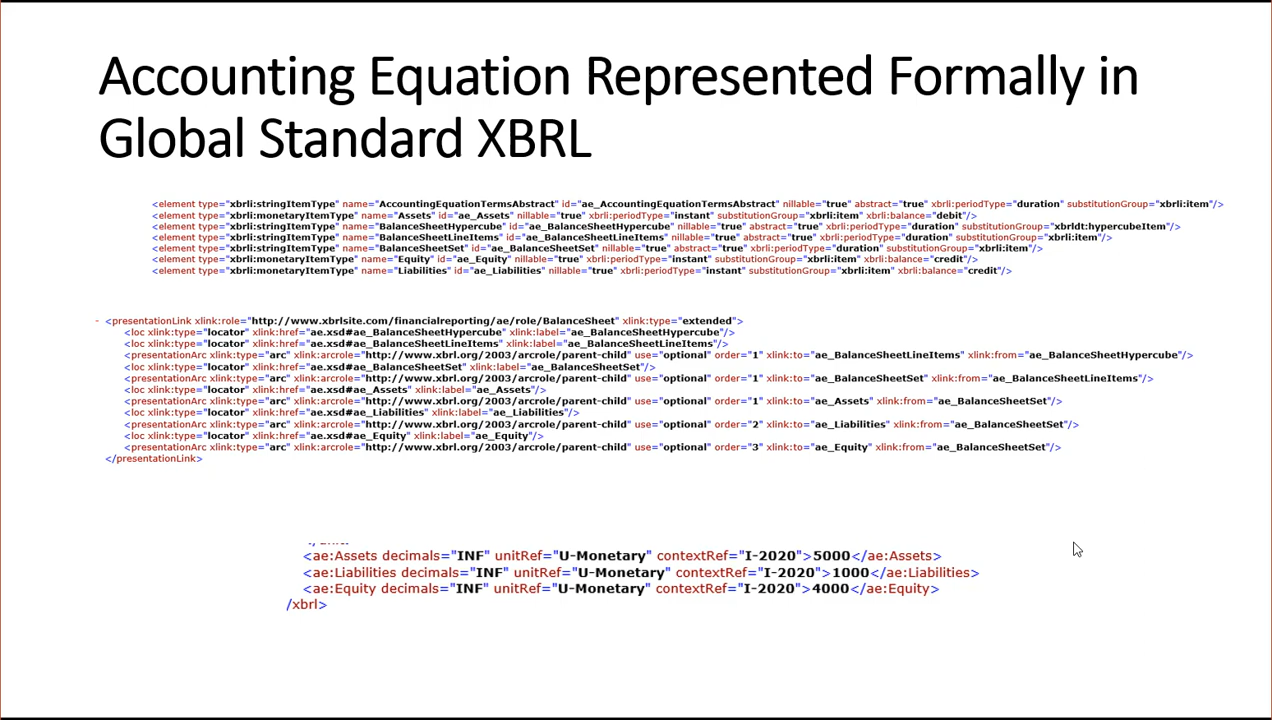 Accounting Equation Represented Formally in
Global Standard XBRL
<element type="xbrli:stringItemType" name="AccountingEquationTermsAbstract" id="ae_AccountingEquationTermsAbstract" nillable="true" abstract="true" xbrli:periodType="duration" substitutionGroup="xbrli:item"/>
<element type="xbrli:monetaryItemType" name="Assets" id="ae_Assets" nillable="true" xbrli:periodType="instant" substitutionGroup="xbrli:item" xbrli:balance="debit"/>
<element type="xbrli:stringItemType" name="BalanceSheetHypercube" id="ae_BalanceSheetHypercube" nillable="true" abstract="true" xbrli:periodType="duration" substitutionGroup="xbrldt:hypercubeItem"/>
<element type="xbrli:stringItemType" name="BalanceSheetLineItems" id="ae_BalanceSheetLineItems" nillable="true" abstract="true" xbrli:periodType="duration" substitutionGroup="xbrli:item"/>
<element type="xbrli:stringItemType" name="BalanceSheetSet" id="ae_BalanceSheetSet" nillable="true" abstract="true" xbrli:periodType="duration" substitutionGroup="xbrli:item"/>
<element type="xbrli:monetaryItemType" name="Equity" id="ae_Equity" nillable="true" xbrli:periodType="instant" substitutionGroup="xbrli:item" xbrli:balance="credit"/>
<element type="xbrli:monetaryItemType" name="Liabilities" id="ae_Liabilities" nillable="true" xbrli:periodType="instant" substitutionGroup="xbrli:item" xbrli:balance="credit"/>
- <presentationLink xlink:role="http://www.xbrlsite.com/financialreporting/ae/role/BalanceSheet" xlink:type="extended">
<loc xlink:type="locator" xlink:href="ae.xsd#ae_BalanceSheetHypercube" xlink:label="ae_BalanceSheetHypercube"/>
<loc xlink:type="locator" xlink:href="ae.xsd#ae_BalanceSheetLineItems" xlink:label="ae_BalanceSheetLineItems"/>
<presentationArc xlink:type="arc" xlink:arcrole="http://www.xbrl.org/2003/arcrole/parent-child" use="optional" order="1" xlink:to="ae_BalanceSheetLineItems" xlink:from="ae_BalanceSheetHypercube"/>
<loc xlink:type="locator" xlink:href="ae.xsd#ae_BalanceSheetSet" xlink:label="ae_BalanceSheetSet"/>
<presentationArc xlink:type="arc" xlink:arcrole="http://www.xbrl.org/2003/arcrole/parent-child" use="optional" order="1" xlink:to="ae_BalanceSheetSet" xlink:from="ae_BalanceSheetLineItems"/>
<loc xlink:type="locator" xlink:href="ae.xsd#ae_Assets" xlink:label="ae_Assets"/>
<presentationArc xlink:type="arc" xlink:arcrole="http://www.xbrl.org/2003/arcrole/parent-child" use="optional" order="1" xlink:to="ae_Assets" xlink:from="ae_BalanceSheetSet"/>
<loc xlink:type="locator" xlink:href="ae.xsd#ae_Liabilities" xlink:label="ae_Liabilities"/>
<presentationArc xlink:type="arc" xlink:arcrole="http://www.xbrl.org/2003/arcrole/parent-child" use="optional" order="2" xlink:to="ae_Liabilities" xlink:from="ae_BalanceSheetSet"/>
<loc xlink:type="locator" xlink:href="ae.xsd#ae_Equity" xlink:label="ae_Equity"/>
<presentationArc xlink:type="arc" xlink:arcrole="http://www.xbrl.org/2003/arcrole/parent-child" use="optional" order="3" xlink:to="ae_Equity" xlink:from="ae_BalanceSheetSet"/>
</presentationLink>
<ae:Assets decimals="INF" unitRef="U-Monetary" contextRef="I-2020">5000</ae:Assets>
<ae:Liabilities decimals="INF" unitRef="U-Monetary" contextRef="I-2020">1000</ae:Liabilities>
<ae:Equity decimals="INF" unitRef="U-Monetary" contextRef="I-2020">4000</ae:Equity>
/xbrl>